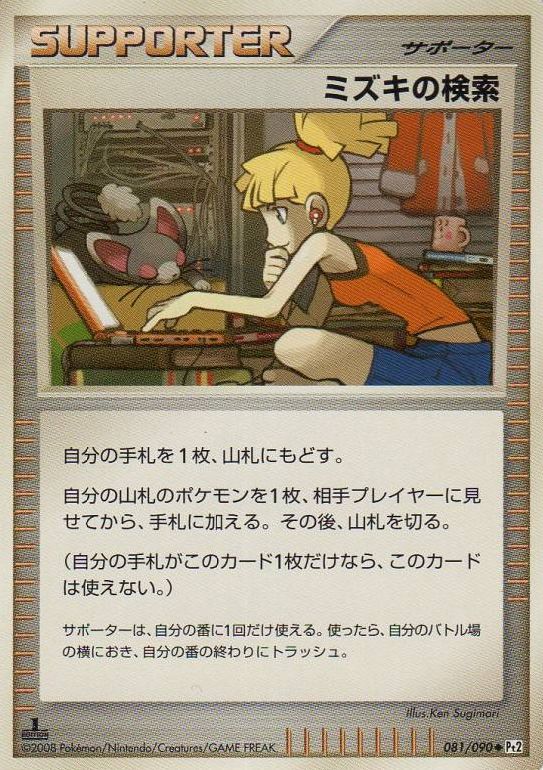 SUPPORTER
サポーター
ミズキの検索
自分の手札を1枚、山札にもどす。
自分の山札のポケモンを1枚、相手プレイヤーに見
せてから、手札に加える。その後、山札を切る。
（自分の手札がこのカード1枚だけなら、このカード
は使えない。）
サポーターは、自分の番に1回だけ使える。使ったら、自分のバトル場
の横におき、自分の番の終わりにトラッシュ。
Illus.Ken Sugimori
1
EDITION
©2008 Pokémon/Nintendo/Creatures/GAME FREAK.
081/090 ◆ Pt2